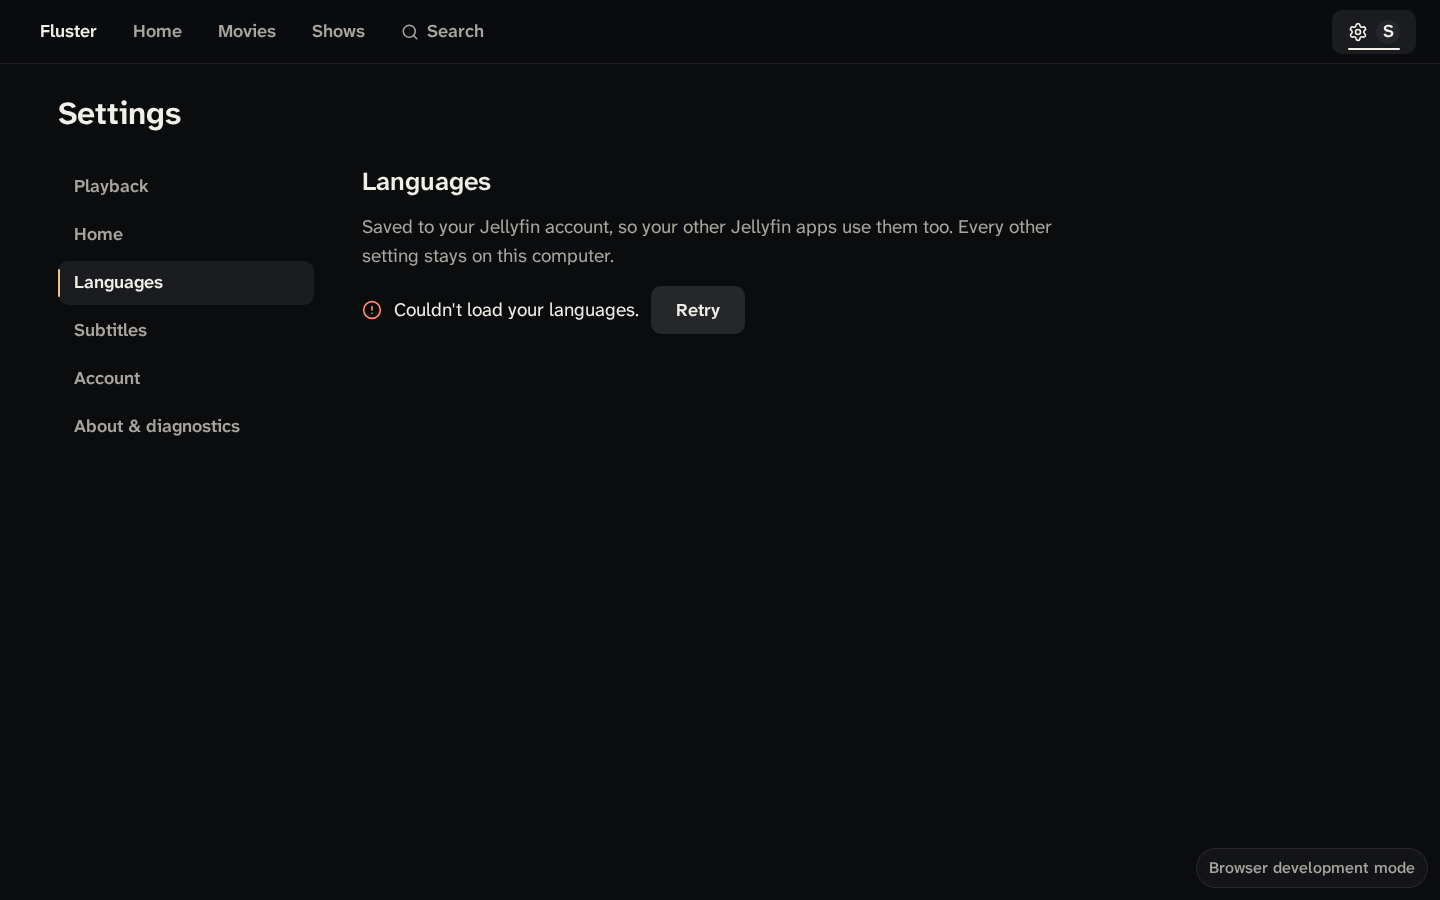 Fluster
Home
Movies
Shows
Search
S
Settings
Playback
Home
Languages
Subtitles
Account
About & diagnostics
Languages
Saved to your Jellyfin account, so your other Jellyfin apps use them too. Every other
setting stays on this computer.
Couldn't load your languages.
Retry
Browser development mode